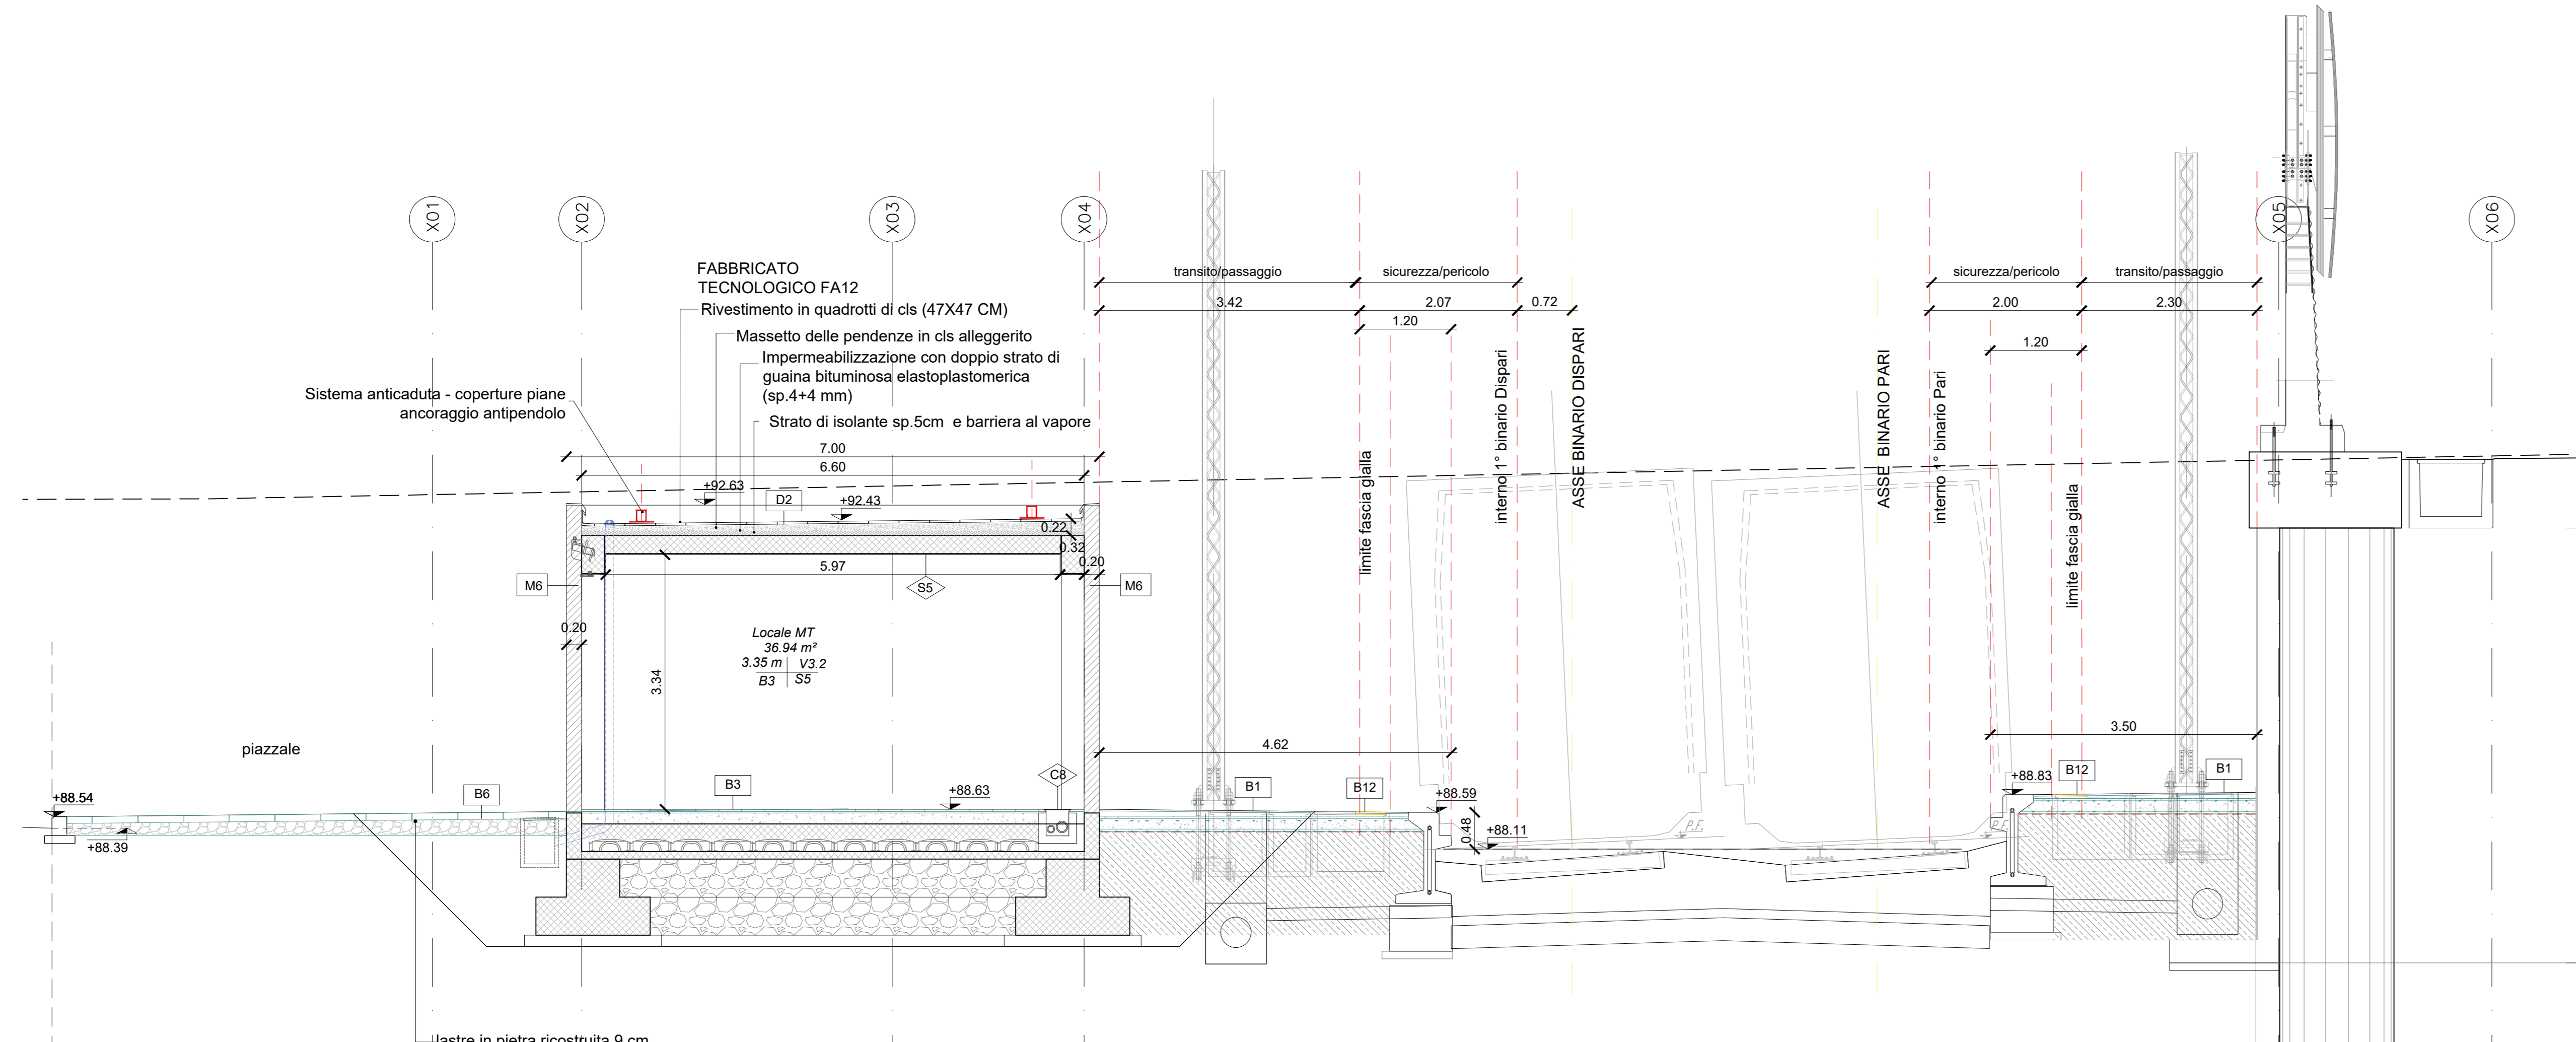 X01
X02
X03
X04
X05
X06
FABBRICATO
TECNOLOGICO FA12
Rivestimento in quadrotti di cls (47X47 CM)
Massetto delle pendenze in cls alleggerito
Impermeabilizzazione con doppio strato di
guaina bituminosa elastoplastomerica
(sp.4+4 mm)
Strato di isolante sp.5cm e barriera al vapore
Sistema anticaduta - coperture piane
ancoraggio antipendolo
transito/passaggio
sicurezza/pericolo
sicurezza/pericolo
transito/passaggio
3.42
2.07
0.72
2.00
2.30
1.20
1.20
limite fascia gialla
interno 1° binario Dispari
ASSE BINARIO DISPARI
ASSE BINARIO PARI
interno 1° binario Pari
limite fascia gialla
7.00
6.60
+92.63
D2
+92.43
0.22
0.32
0.20
5.97
S5
M6
M6
0.20
Locale MT
36.94 m²
3.35 m
V3.2
B3
S5
3.34
piazzale
4.62
3.50
+88.54
B6
B3
+88.63
C8
B1
B12
+88.59
+88.83
B12
B1
+88.39
0.48
+88.11
P.F.
P.F.
lastre in pietra ricostruita 9 cm